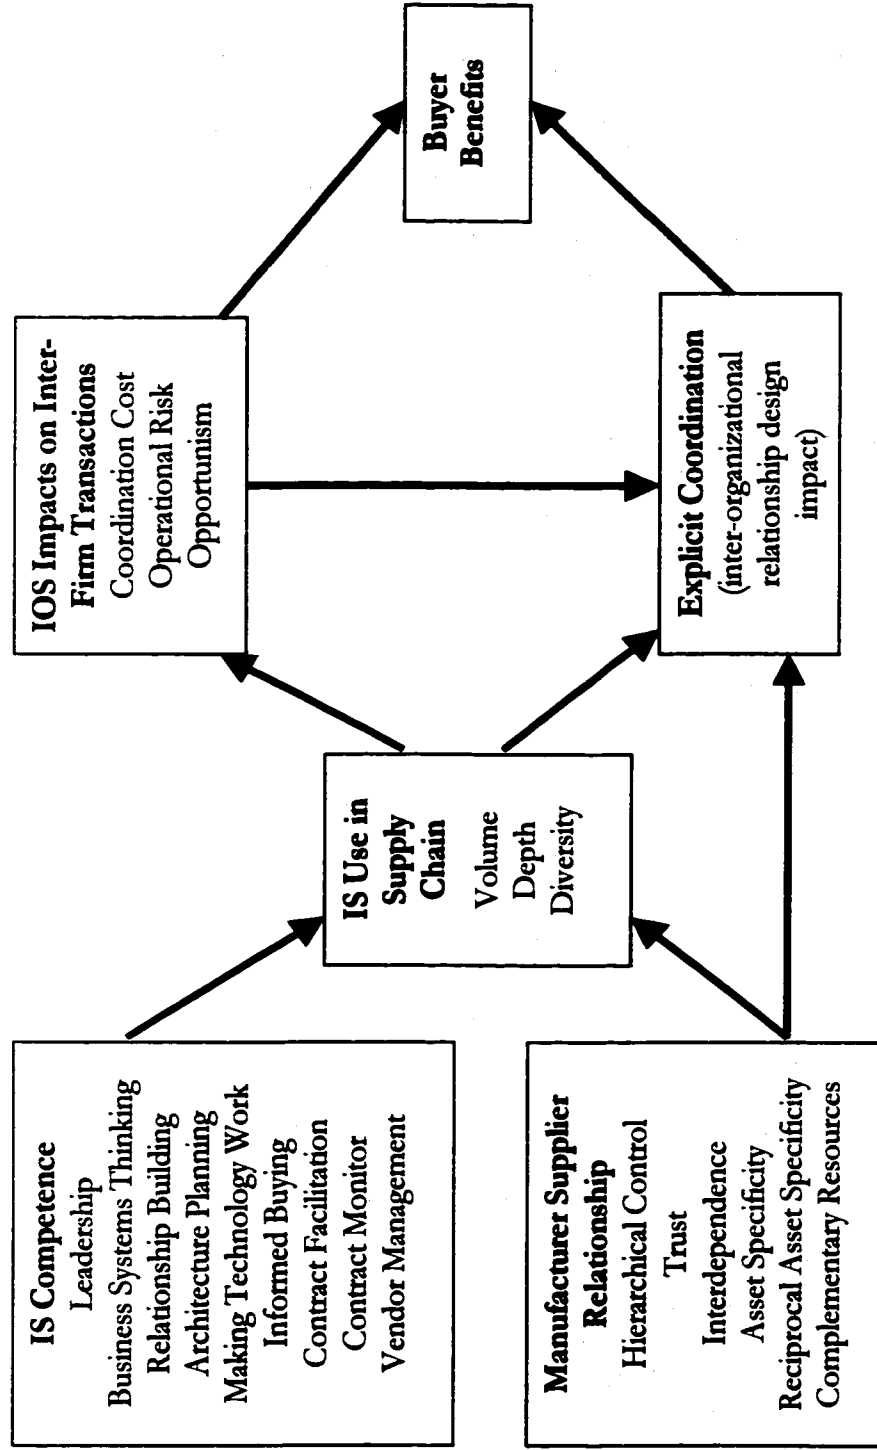 IS Competence
Leadership
Business Systems Thinking
Relationship Building
Architecture Planning
Making Technology Work
Informed Buying
Contract Facilitation
Contract Monitor
Vendor Management
Manufacturer Supplier
Relationship
Hierarchical Control
Trust
Interdependence
Asset Specificity
Reciprocal Asset Specificity
Complementary Resources
IS Use in
Supply
Chain
Volume
Depth
Diversity
IOS Impacts on Inter-
Firm Transactions
Coordination Cost
Operational Risk
Opportunism
Explicit Coordination
(inter-organizational
relationship design
impact)
Buyer
Benefits